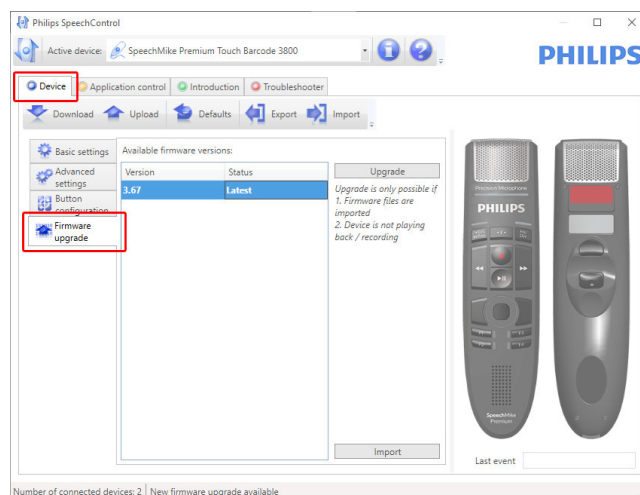 Philips SpeechControl
Active device: SpeechMike Premium Touch Barcode 3800
PHILIPS
Device Application control Introduction Troubleshooter
Download Upload Defaults Export Import
Basic settings
Advanced
settings
Button
configuration
Firmware
upgrade
Available firmware versions:
Version Status
3.67 Latest
Upgrade
Upgrade is only possible if
1. Firmware files are
imported
2. Device is not playing
back / recording
Import
Precision Microphone
PHILIPS
SpeechMike
Premium
Last event
Number of connected devices: 2 New firmware upgrade available